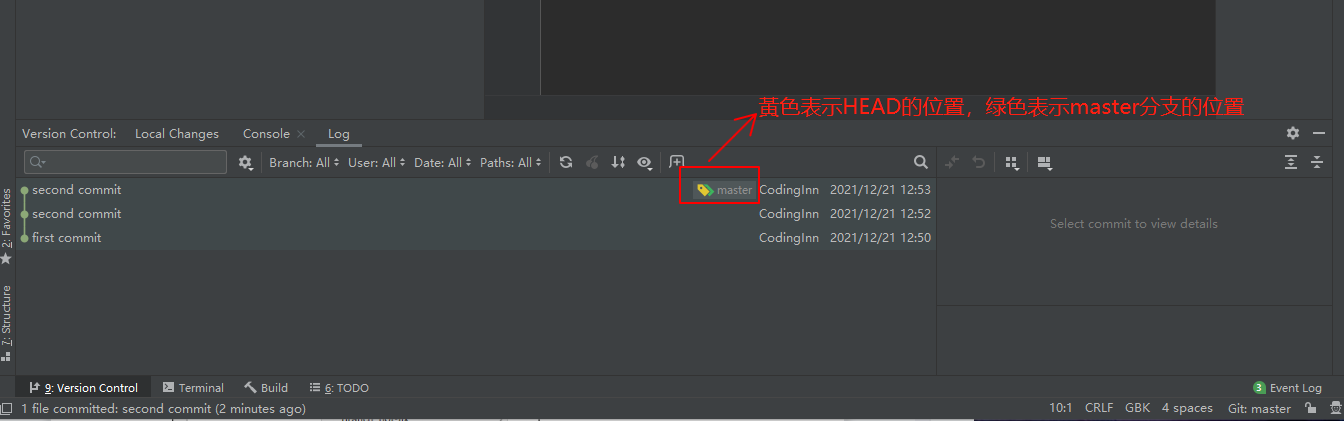 黃色表示HEAD的位置，绿色表示master分支的位置
Version Control: Local Changes Console Log
Branch: All User: All Date: All Paths: All
second commit master CodingInn 2021/12/21 12:53
second commit CodingInn 2021/12/21 12:52
first commit CodingInn 2021/12/21 12:50
Select commit to view details
2: Favorites
7: Structure
9: Version Control Terminal Build 6: TODO 3 Event Log
1 file committed: second commit (2 minutes ago) 10:1 CRLF GBK 4 spaces Git: master